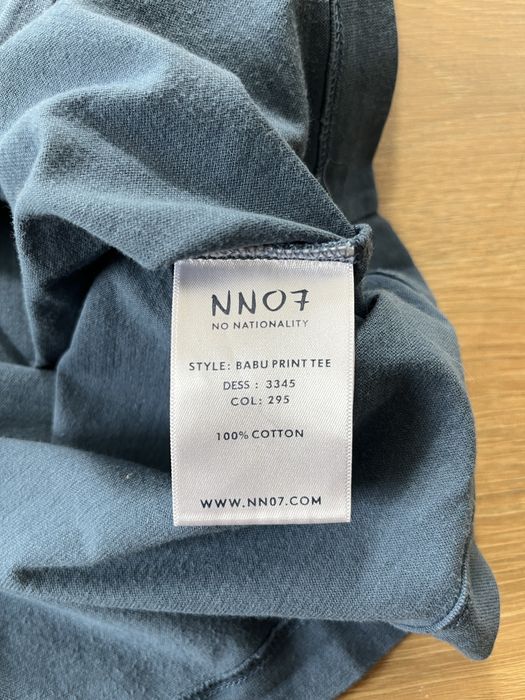 NN07
NO NATIONALITY
STYLE: BABU PRINT TEE
DESS : 3345
COL: 295
100% COTTON
WWW.NN07.COM